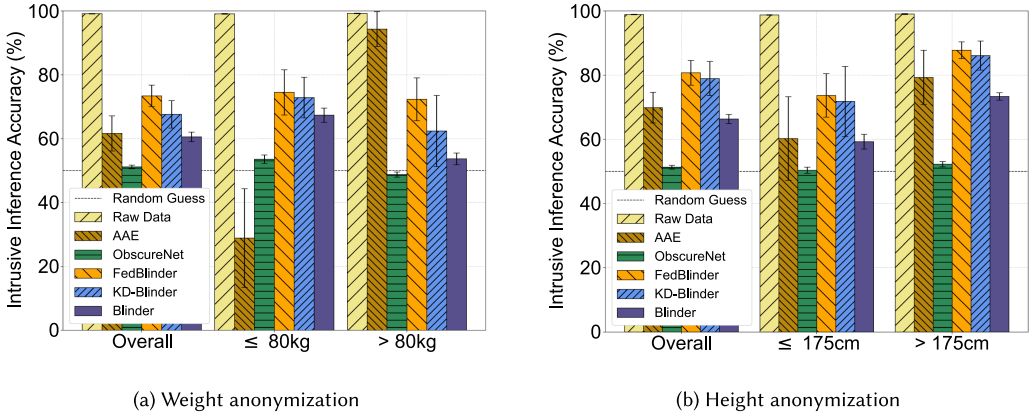 Intrusive Inference Accuracy (%)
100
80
60
40
20
0
Random Guess
Raw Data
AAE
ObscureNet
FedBlinder
KD-Blinder
Blinder
Overall
≤ 80kg
> 80kg
(a) Weight anonymization
Intrusive Inference Accuracy (%)
100
80
60
40
20
0
Random Guess
Raw Data
AAE
ObscureNet
FedBlinder
KD-Blinder
Blinder
Overall
≤ 175cm
> 175cm
(b) Height anonymization